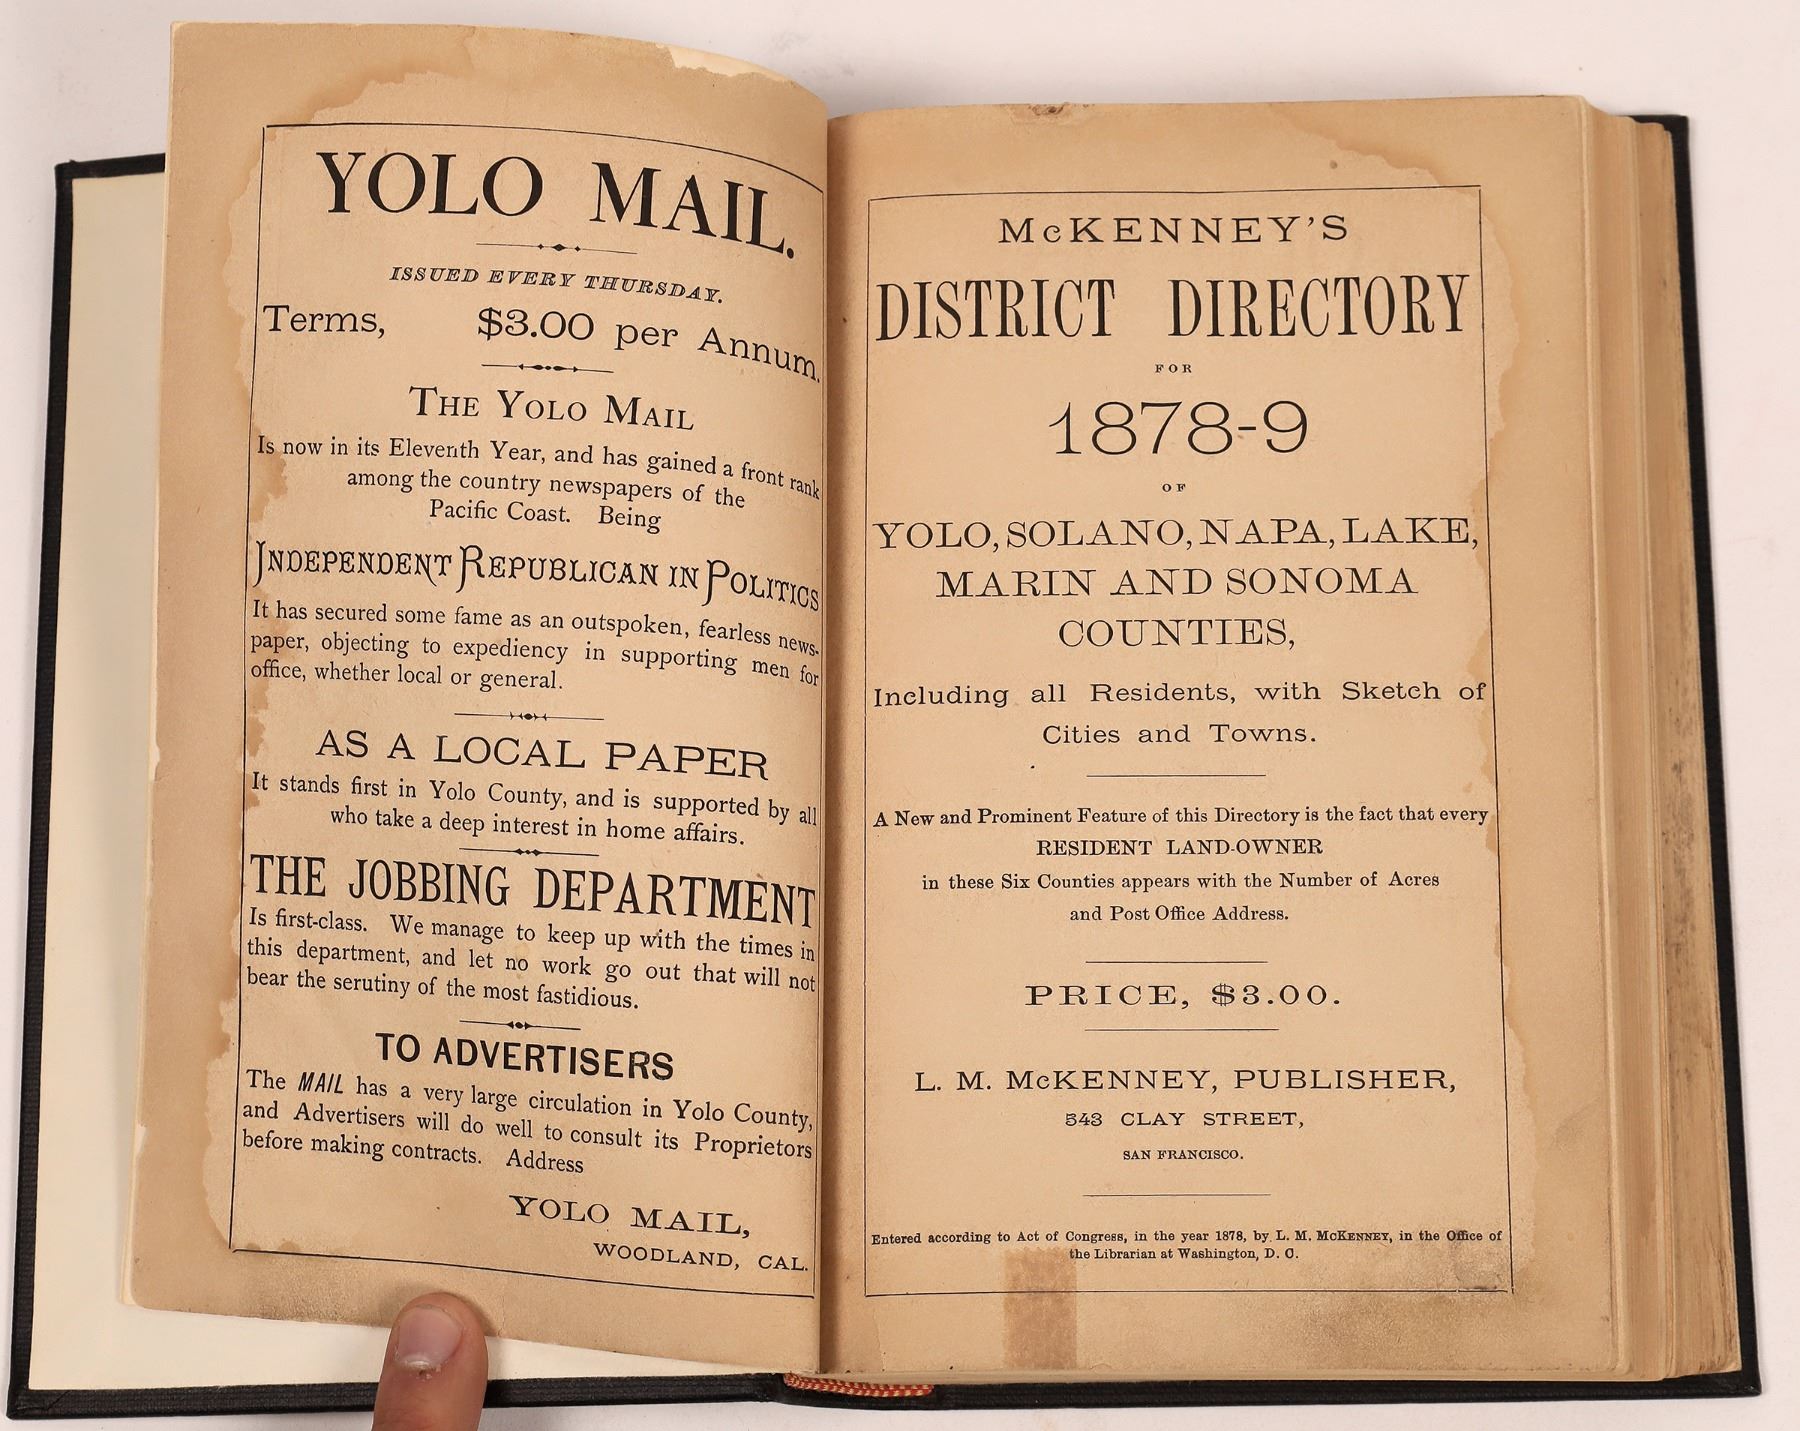 YOLO MAIL.
ISSUED EVERY THURSDAY.
Terms, $3.00 per Annum.
THE YOLO MAIL
Is now in its Eleventh Year, and has gained a front rank
among the country newspapers of the
Pacific Coast. Being
INDEPENDENT REPUBLICAN IN POLITICS
It has secured some fame as an outspoken, fearless news-
paper, objecting to expediency in supporting men for
office, whether local or general.
AS A LOCAL PAPER
It stands first in Yolo County, and is supported by all
who take a deep interest in home affairs.
THE JOBBING DEPARTMENT
Is first-class. We manage to keep up with the times in
this department, and let no work go out that will not
bear the serutiny of the most fastidious.
TO ADVERTISERS
The MAIL has a very large circulation in Yolo County,
and Advertisers will do well to consult its Proprietors
before making contracts. Address
YOLO MAIL,
WOODLAND, CAL.
McKENNEY'S
DISTRICT DIRECTORY
FOR
1878-9
OF
YOLO, SOLANO, NAPA, LAKE,
MARIN AND SONOMA
COUNTIES,
Including all Residents, with Sketch of
Cities and Towns.
A New and Prominent Feature of this Directory is the fact that every
RESIDENT LAND-OWNER
in these Six Counties appears with the Number of Acres
and Post Office Address.
PRICE, $3.00.
L. M. McKENNEY, PUBLISHER,
543 CLAY STREET,
SAN FRANCISCO.
Entered according to Act of Congress, in the year 1878, by L. M. McKENNEY, in the Office of
the Librarian at Washington, D. C.